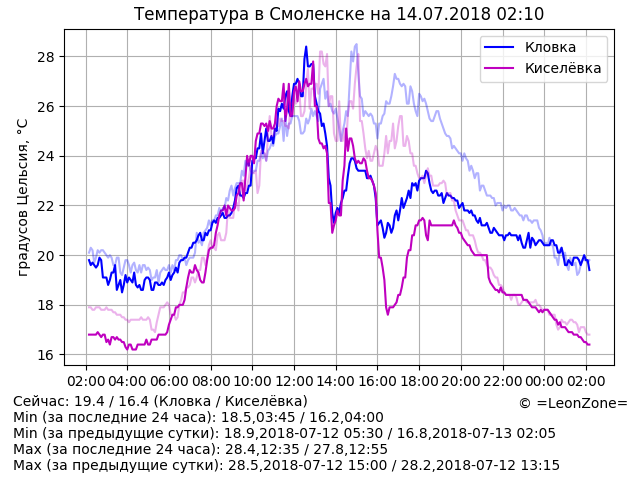 Температура в Смоленске на 14.07.2018 02:10
градусов Цельсия, °C
28
26
24
22
20
18
16
Кловка
Киселёвка
02:00 04:00 06:00 08:00 10:00 12:00 14:00 16:00 18:00 20:00 22:00 00:00 02:00
Сейчас: 19.4 / 16.4 (Кловка / Киселёвка)
© =LeonZone=
Min (за последние 24 часа): 18.5,03:45 / 16.2,04:00
Min (за предыдущие сутки): 18.9,2018-07-12 05:30 / 16.8,2018-07-13 02:05
Max (за последние 24 часа): 28.4,12:35 / 27.8,12:55
Max (за предыдущие сутки): 28.5,2018-07-12 15:00 / 28.2,2018-07-12 13:15